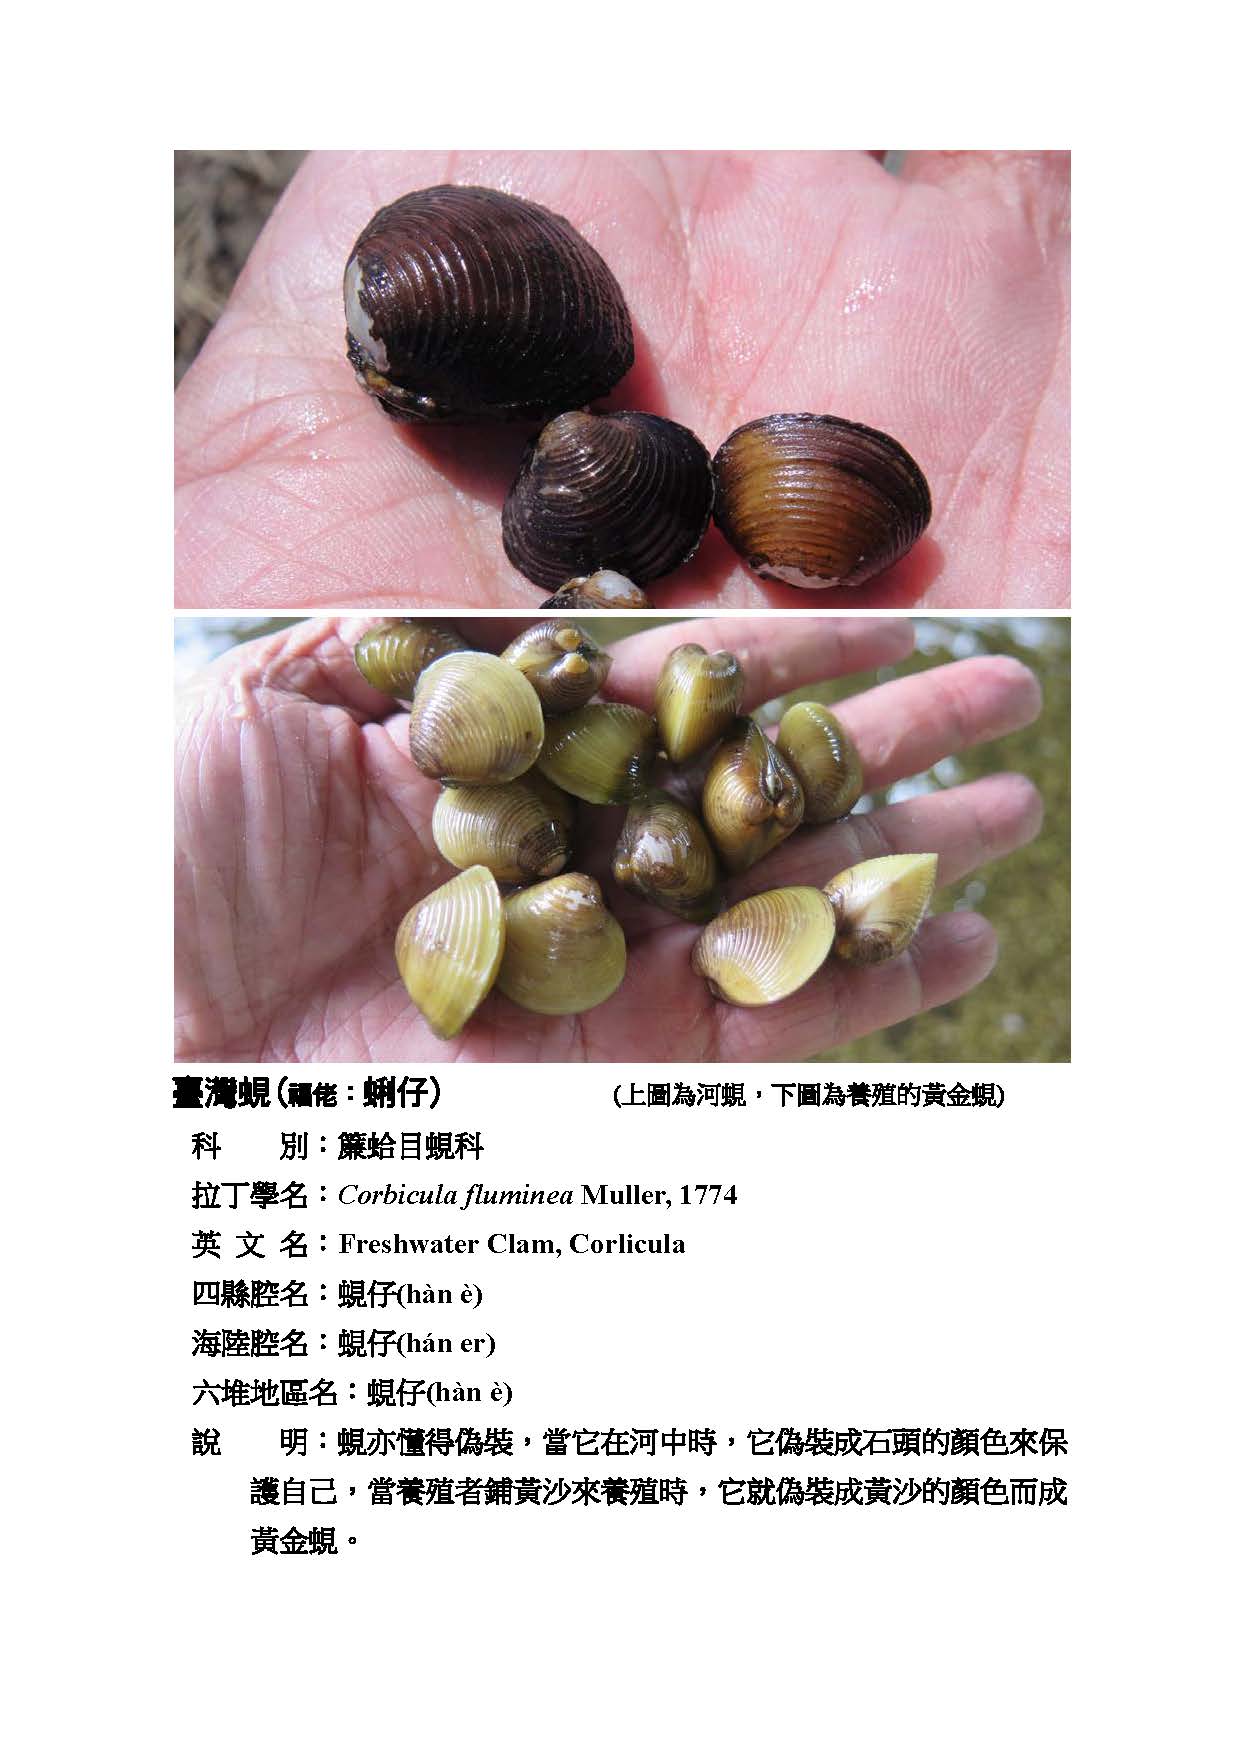 臺灣蜆(福佬：蜊仔) (上圖為河蜆，下圖為養殖的黃金蜆)
科　　別：簾蛤目蜆科
拉丁學名：Corbicula fluminea Muller, 1774
英 文 名：Freshwater Clam, Corlicula
四縣腔名：蜆仔(hàn è)
海陸腔名：蜆仔(hán er)
六堆地區名：蜆仔(hàn è)
說　　明：蜆亦懂得偽裝，當它在河中時，它偽裝成石頭的顏色來保
護自己，當養殖者鋪黃沙來養殖時，它就偽裝成黃沙的顏色而成
黃金蜆。